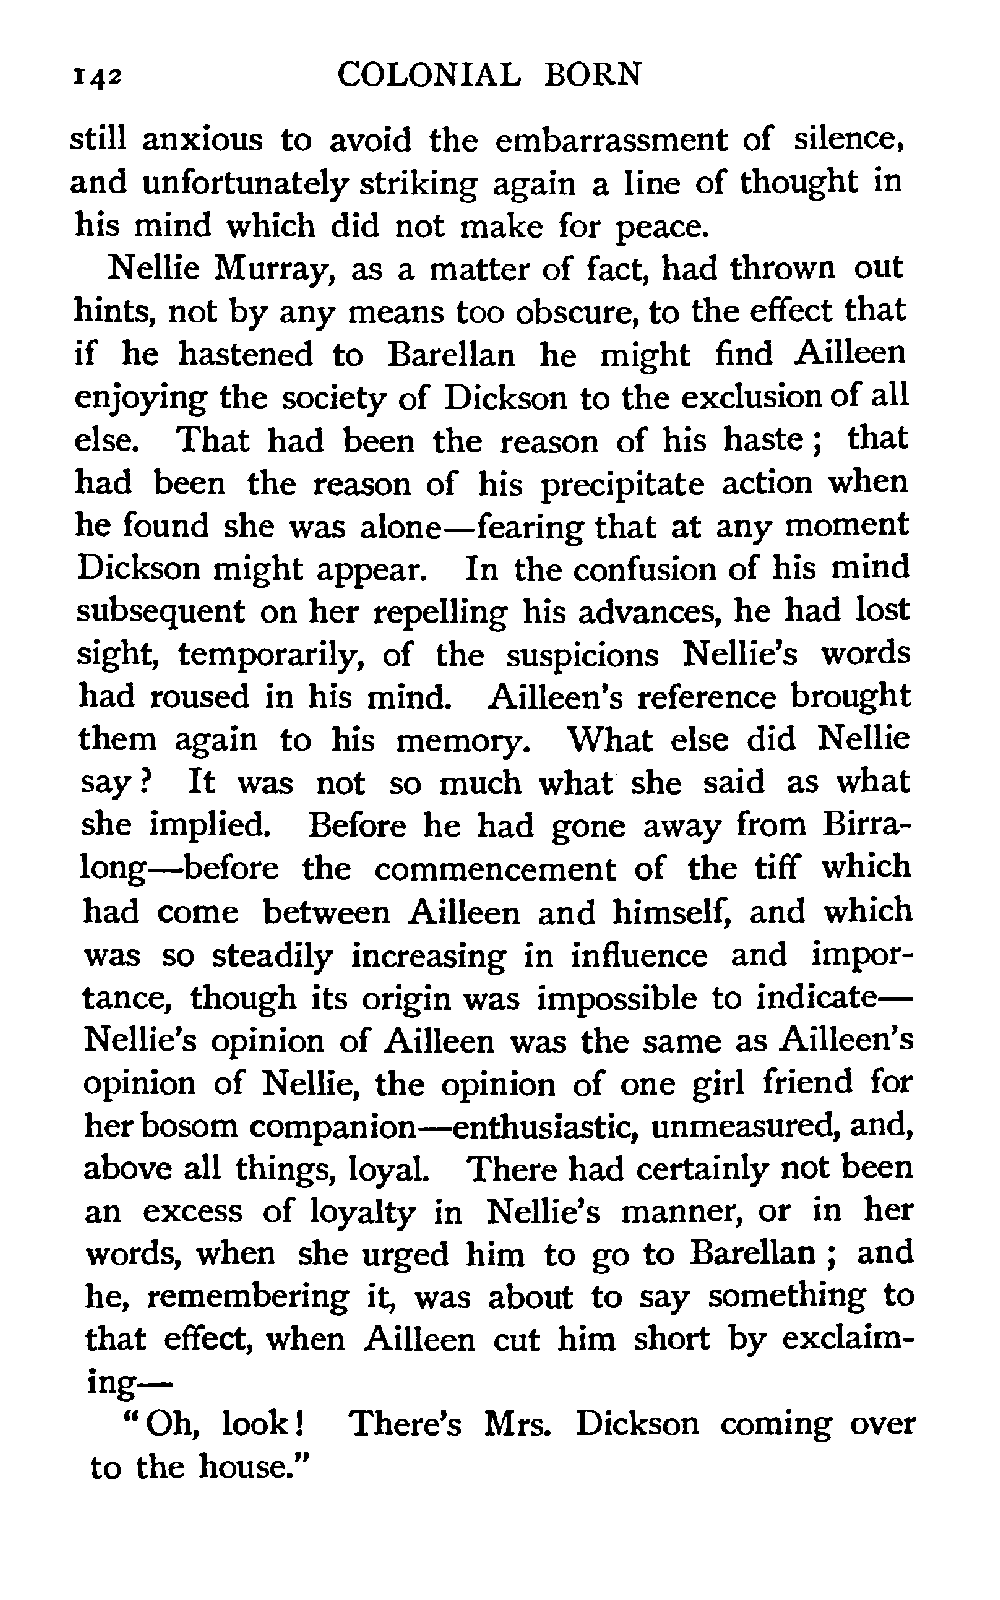 142 COLONIAL BORN
still anxious to avoid the embarrassment of silence,
and unfortunately striking again a line of thought in
his mind which did not make for peace.
Nellie Murray, as a matter of fact, had thrown out
hints, not by any means too obscure, to the effect that
if he hastened to Barellan he might find Ailleen
enjoying the society of Dickson to the exclusion of all
else. That had been the reason of his haste ; that
had been the reason of his precipitate action when
he found she was alone—fearing that at any moment
Dickson might appear. In the confusion of his mind
subsequent on her repelling his advances, he had lost
sight, temporarily, of the suspicions Nellie's words
had roused in his mind. Ailleen's reference brought
them again to his memory. What else did Nellie
say ? It was not so much what she said as what
she implied. Before he had gone away from Birra-
long—before the commencement of the tiff which
had come between Ailleen and himself, and which
was so steadily increasing in influence and impor-
tance, though its origin was impossible to indicate—
Nellie's opinion of Ailleen was the same as Ailleen's
opinion of Nellie, the opinion of one girl friend for
her bosom companion—enthusiastic, unmeasured, and,
above all things, loyal. There had certainly not been
an excess of loyalty in Nellie's manner, or in her
words, when she urged him to go to Barellan ; and
he, remembering it, was about to say something to
that effect, when Ailleen cut him short by exclaim-
ing—
"Oh, look! There's Mrs. Dickson coming over
to the house."